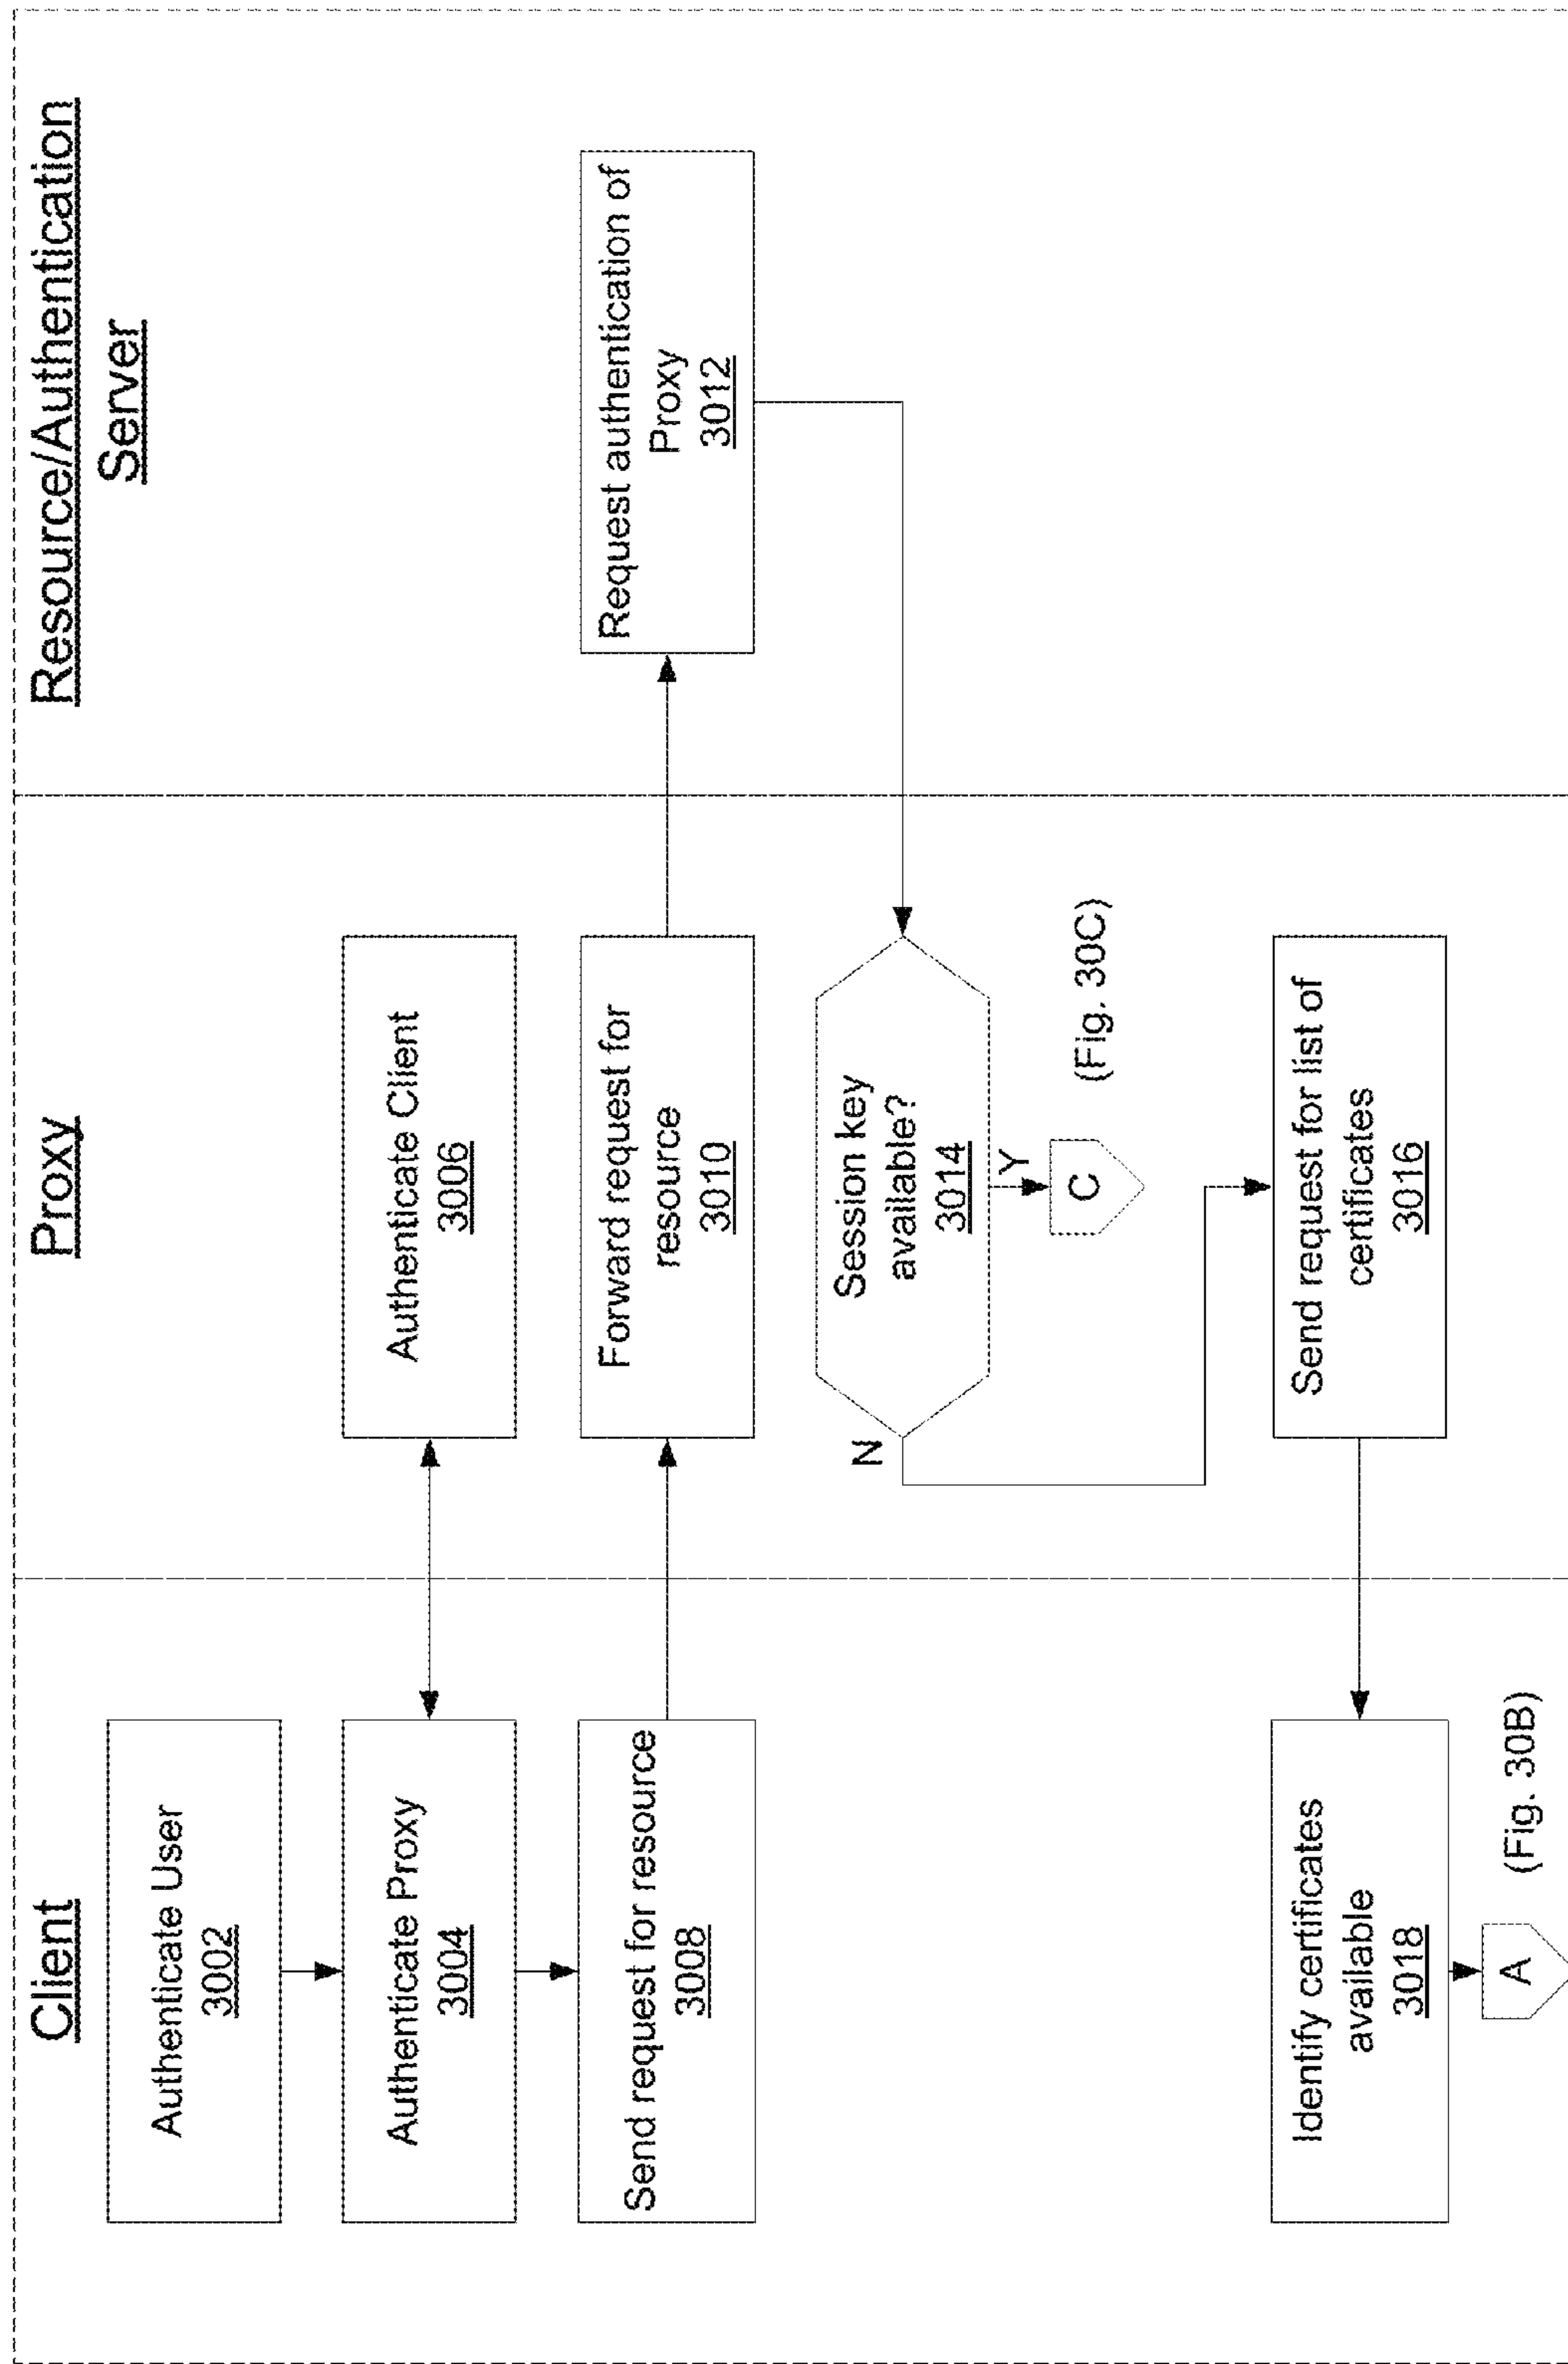 Client
Proxy
Resource/Authentication
Server
Authenticate User
3002
Authenticate Proxy
3004
Authenticate Client
3006
Send request for resource
3008
Forward request for
resource
3010
Request authentication of
Proxy
3012
Session key
available?
3014
N
Y
C
(Fig. 30C)
Send request for list of
certificates
3016
Identify certificates
available
3018
A
(Fig. 30B)